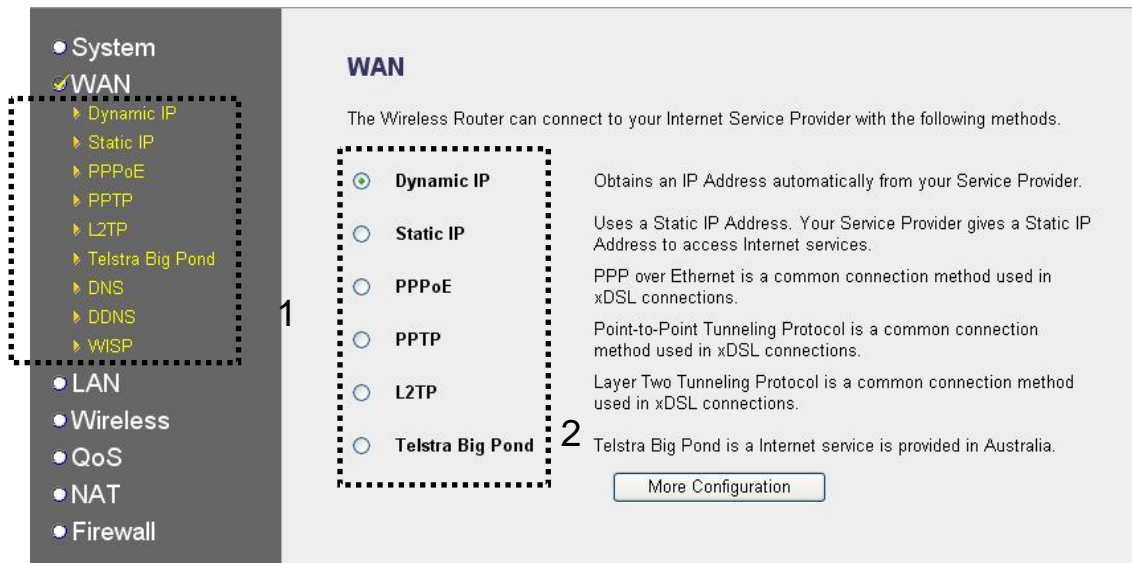 System
WAN
Dynamic IP
Static IP
PPPoE
PPTP
L2TP
Telstra Big Pond
DNS
DDNS
WISP
LAN
Wireless
QoS
NAT
Firewall
1
WAN
The Wireless Router can connect to your Internet Service Provider with the following methods.
Dynamic IP
Obtains an IP Address automatically from your Service Provider.
Static IP
Uses a Static IP Address. Your Service Provider gives a Static IP
Address to access Internet services.
PPPoE
PPP over Ethernet is a common connection method used in
xDSL connections.
PPTP
Point-to-Point Tunneling Protocol is a common connection
method used in xDSL connections.
L2TP
Layer Two Tunneling Protocol is a common connection method
used in xDSL connections.
Telstra Big Pond
2
Telstra Big Pond is a Internet service is provided in Australia.
More Configuration